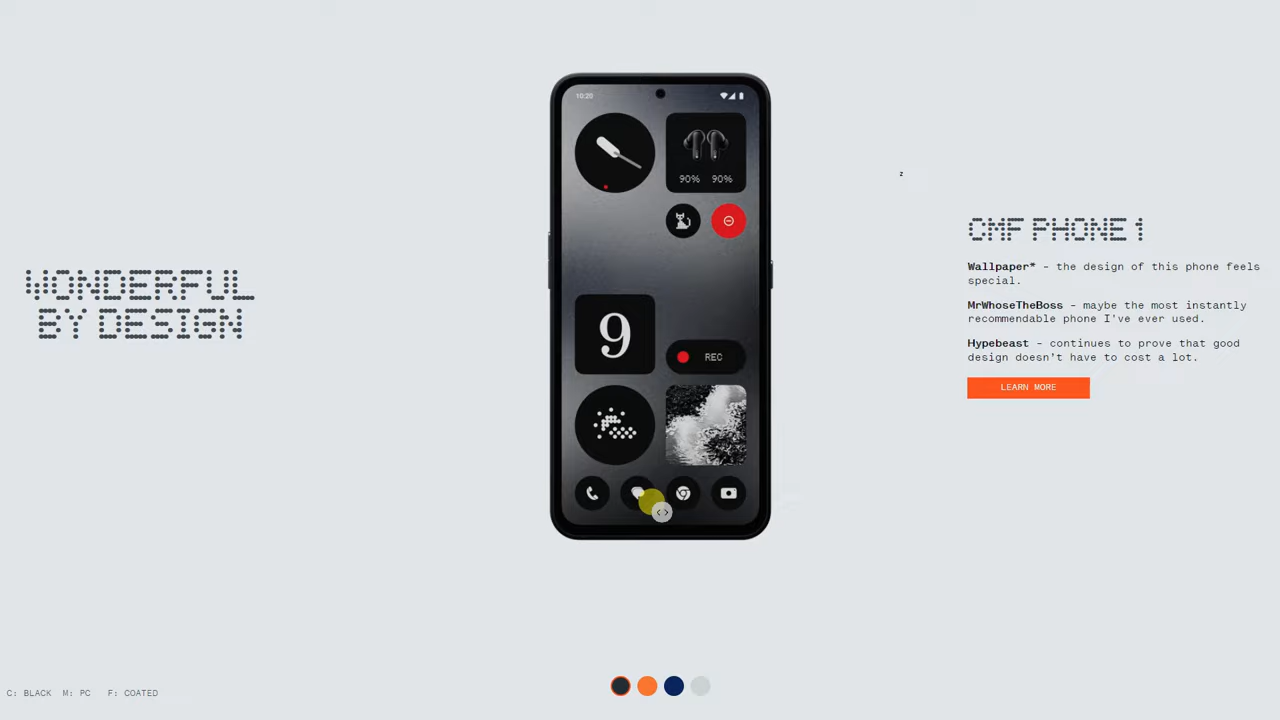 WONDERFUL
BY DESIGN
10:20
90% 90%
9
REC
CMF PHONE 1
Wallpaper* - the design of this phone feels
special.
MrWhoseTheBoss - maybe the most instantly
recommendable phone I've ever used.
Hypebeast - continues to prove that good
design doesn't have to cost a lot.
LEARN MORE
C: BLACK M: PC F: COATED